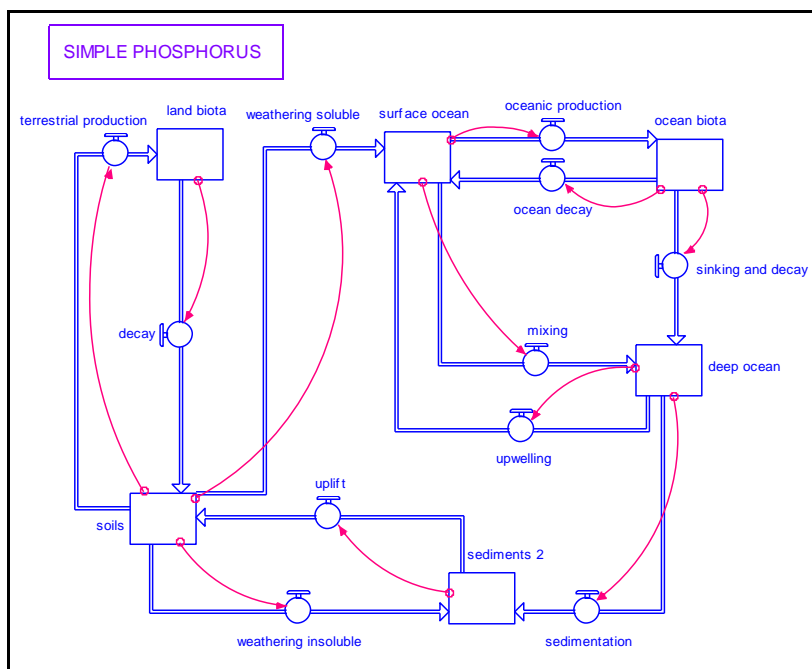 SIMPLE PHOSPHORUS
terrestrial production
land biota
weathering soluble
surface ocean
oceanic production
ocean biota
ocean decay
sinking and decay
decay
mixing
deep ocean
upwelling
uplift
soils
sediments 2
weathering insoluble
sedimentation